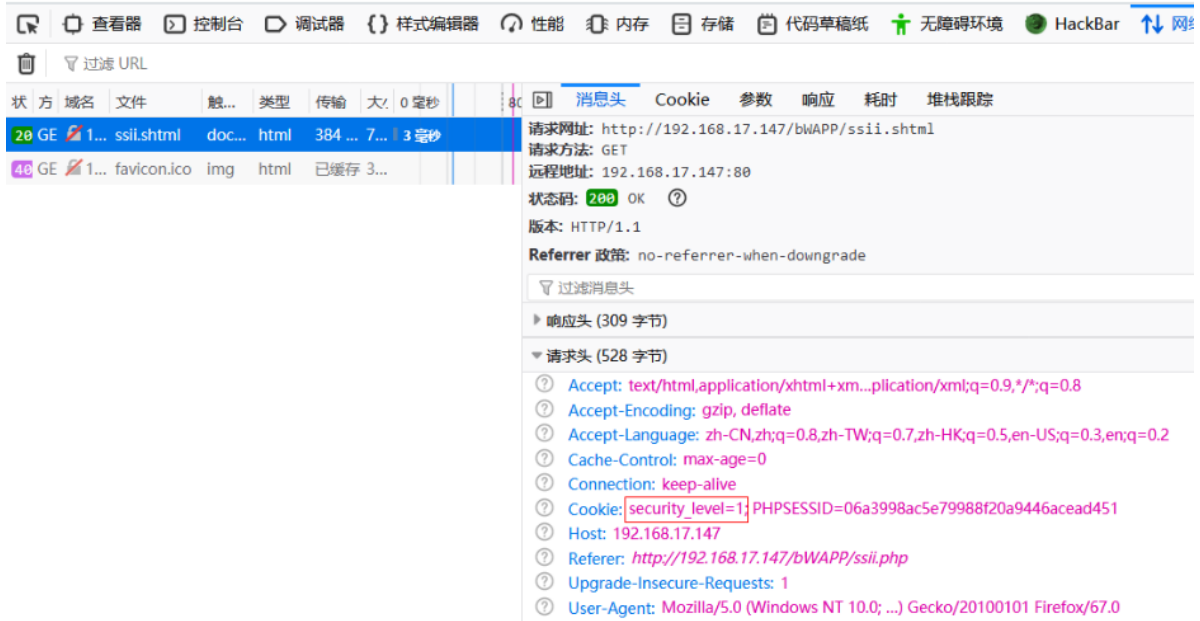 查看器 控制台 调试器 样式编辑器 性能 内存 存储 代码草稿纸 无障碍环境 HackBar 网络
过滤 URL
状 方 域名 文件 触... 类型 传输 大 0 毫秒 80
20 GE 1... ssii.shtml doc... html 384 ... 7... 3 毫秒
40 GE 1... favicon.ico img html 已缓存 3...
消息头 Cookie 参数 响应 耗时 堆栈跟踪
请求网址: http://192.168.17.147/bWAPP/ssii.shtml
请求方法: GET
远程地址: 192.168.17.147:80
状态码: 200 OK
版本: HTTP/1.1
Referrer 政策: no-referrer-when-downgrade
过滤消息头
响应头 (309 字节)
请求头 (528 字节)
Accept: text/html,application/xhtml+xm...plication/xml;q=0.9,*/*;q=0.8
Accept-Encoding: gzip, deflate
Accept-Language: zh-CN,zh;q=0.8,zh-TW;q=0.7,zh-HK;q=0.5,en-US;q=0.3,en;q=0.2
Cache-Control: max-age=0
Connection: keep-alive
Cookie: security_level=1; PHPSESSID=06a3998ac5e79988f20a9446acead451
Host: 192.168.17.147
Referer: http://192.168.17.147/bWAPP/ssii.php
Upgrade-Insecure-Requests: 1
User-Agent: Mozilla/5.0 (Windows NT 10.0; ...) Gecko/20100101 Firefox/67.0